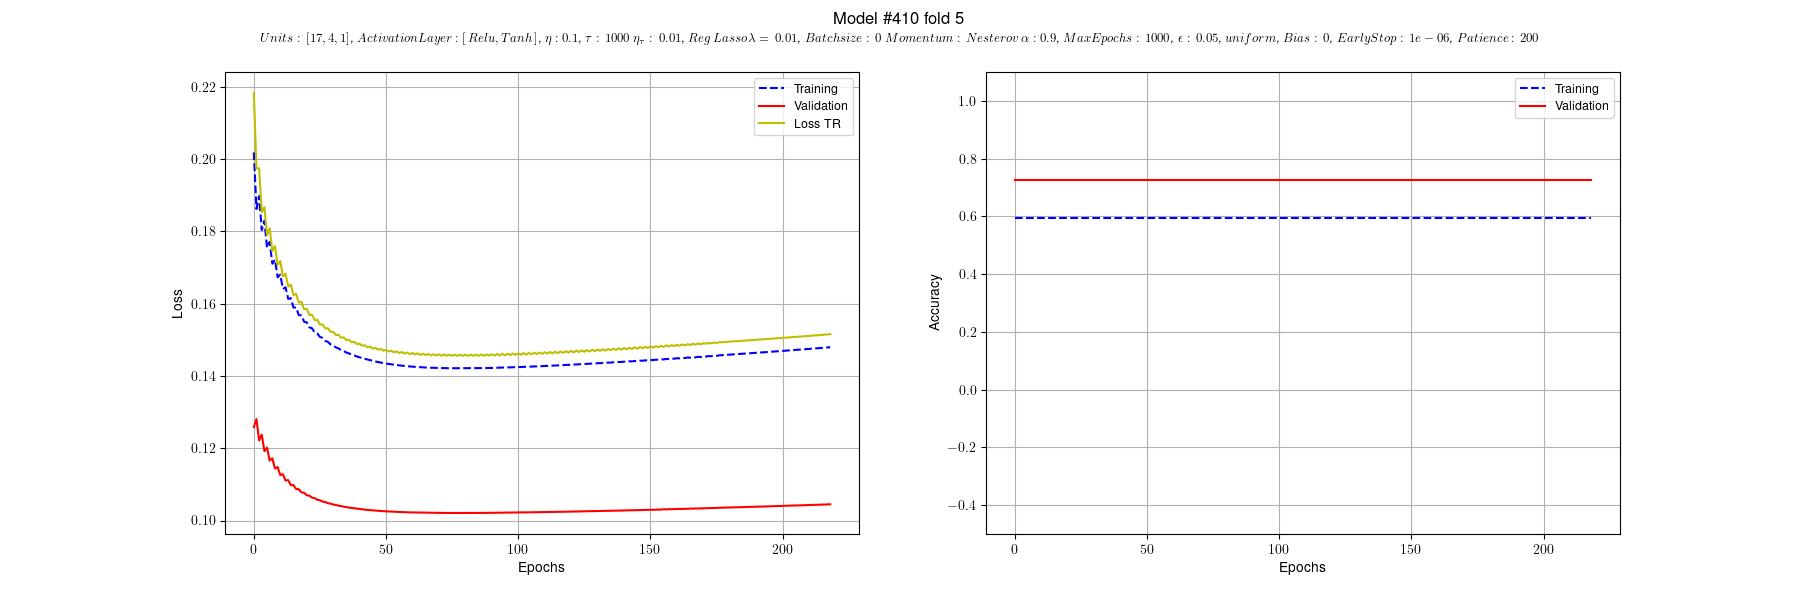 Model #410 fold 5
Units : [17, 4, 1], ActivationLayer : [Relu, Tanh], η : 0.1, τ : 1000 ητ : 0.01, Reg Lassoλ = 0.01, Batchsize : 0 Momentum : Nesterov α : 0.9, MaxEpochs : 1000, ϵ : 0.05, uniform, Bias : 0, EarlyStop : 1e − 06, Patience : 200
0.22
0.20
0.18
0.16
0.14
0.12
0.10
Loss
0 50 100 150 200
Epochs
Training
Validation
Loss TR
1.0
0.8
0.6
0.4
0.2
0.0
−0.2
−0.4
Accuracy
0 50 100 150 200
Epochs
Training
Validation